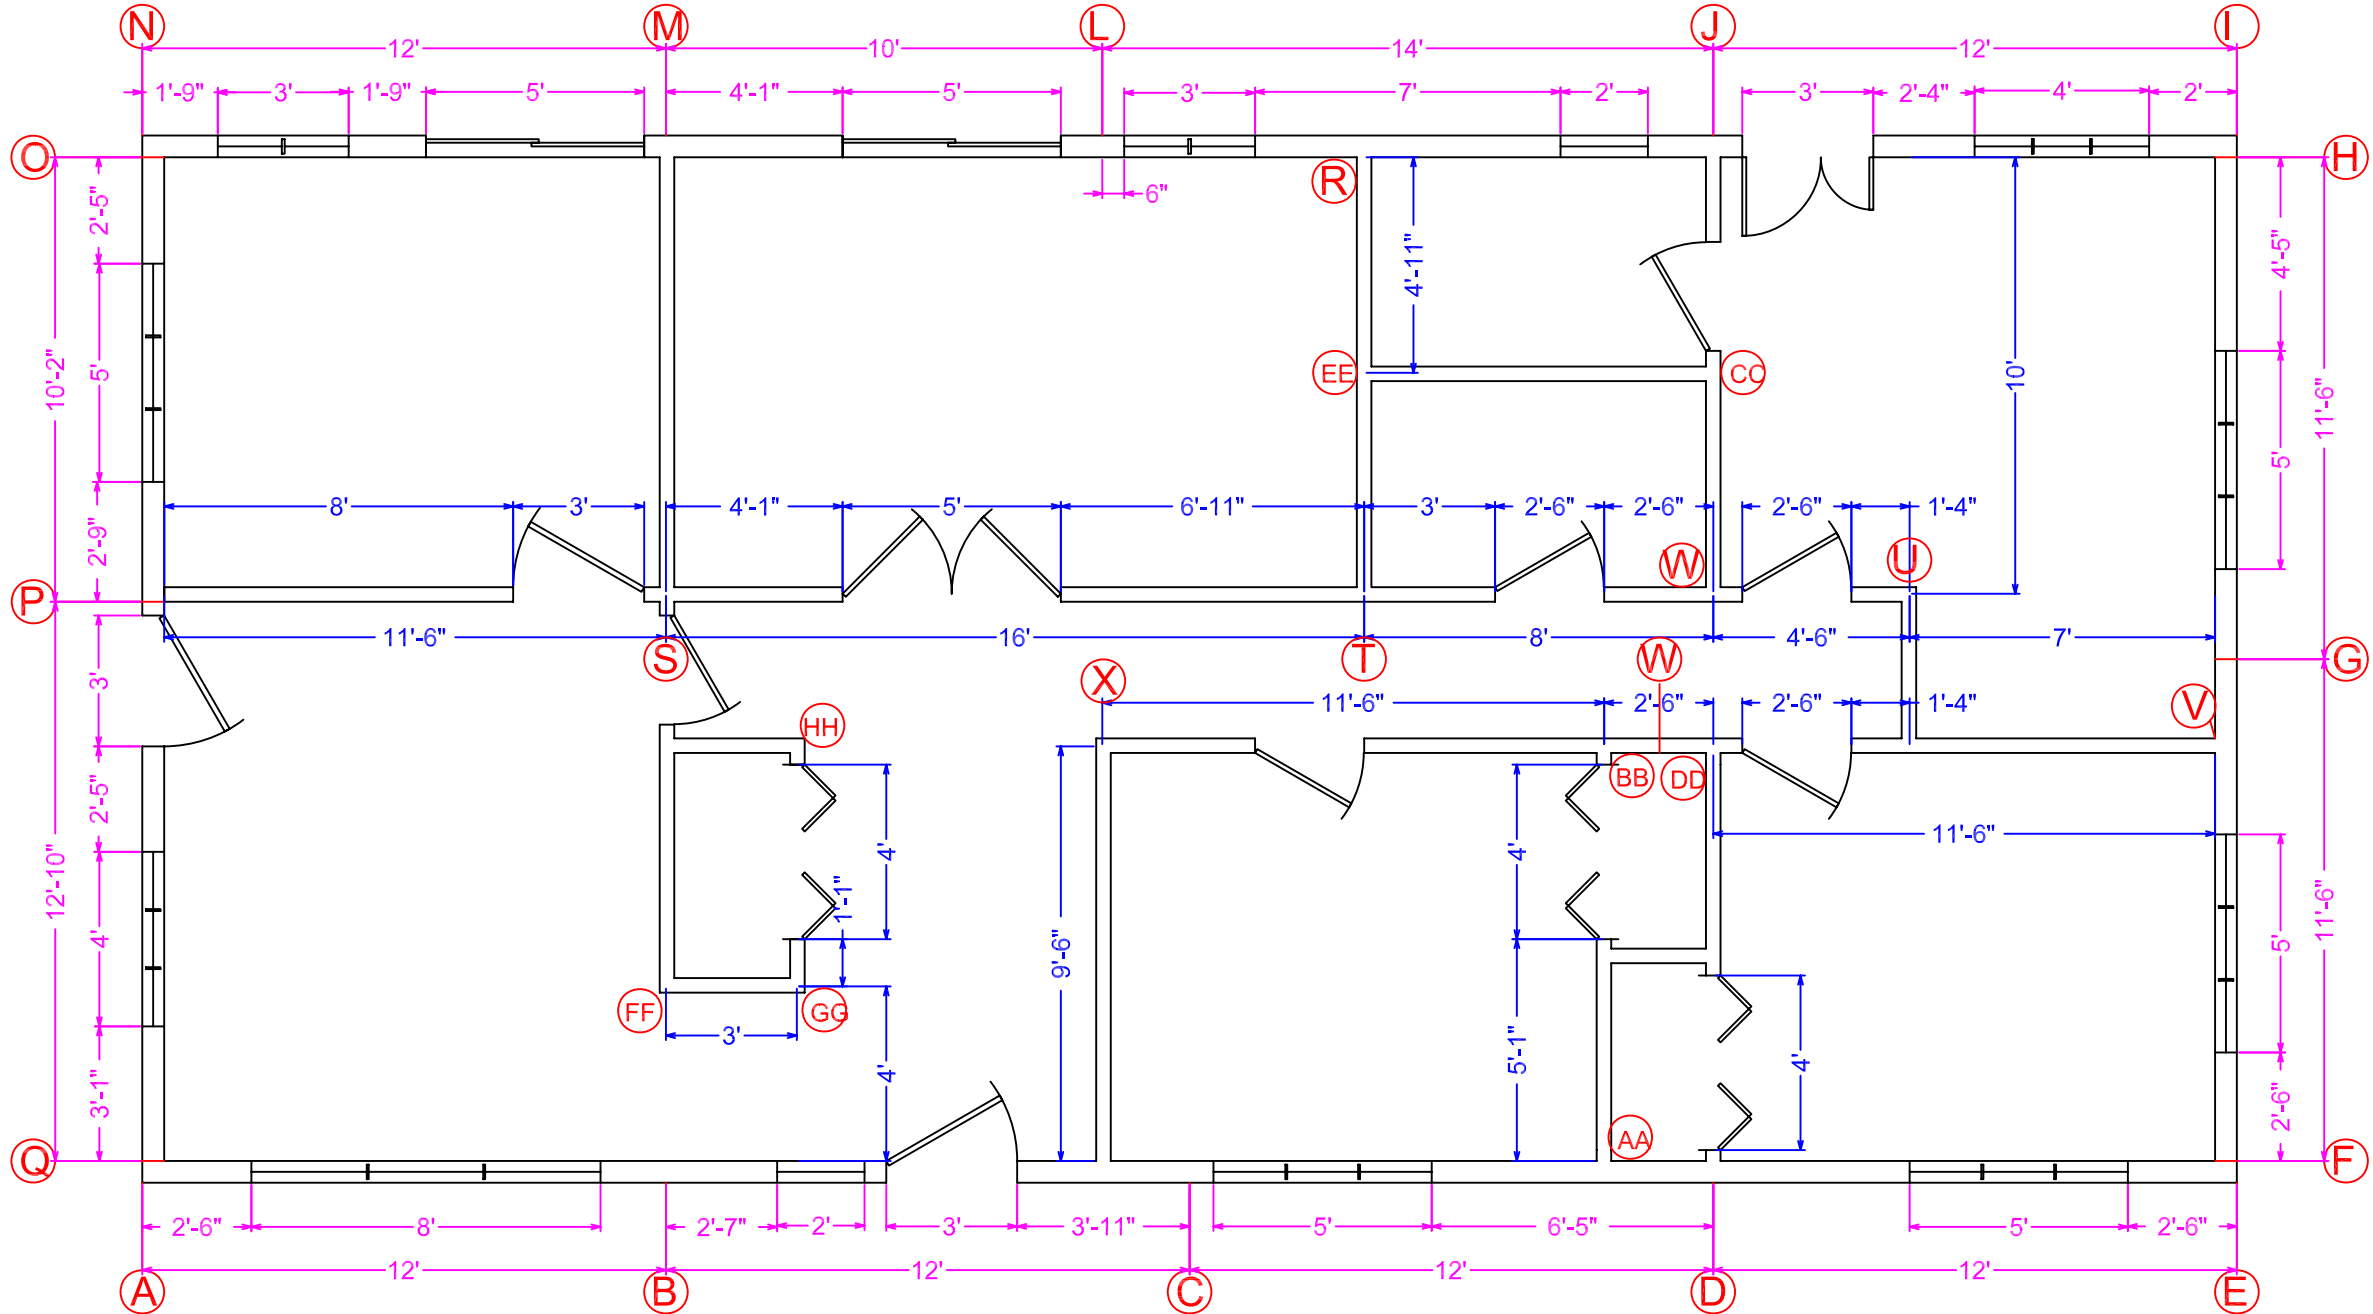 N M L J I
12' 10' 14' 12'
1'-9" 3' 1'-9" 5' 4'-1" 5' 3' 7' 2' 3' 2'-4" 4' 2'
O H
R
6"
2'-5" 4'-11" 4'-5"
10'-2" 5' EE CC 10' 11'-6" 5'
2'-9" 8' 3' 4'-1" 5' 6'-11" 3' 2'-6" 2'-6" 2'-6" 1'-4"
W U
P
11'-6" 16' 8' 4'-6" 7'
S T W G
3' X
11'-6" 2'-6" 2'-6" 1'-4" V
HH
BB DD
2'-5" 11'-6"
12'-10" 4' 4' 1'-1" 4' 9'-6" 5' 11'-6"
FF GG
3'
3'-1" 4' 5'-1" 4' 2'-6"
AA
Q F
2'-6" 8' 2'-7" 2' 3' 3'-11" 5' 6'-5" 5' 2'-6"
12' 12' 12' 12'
A B C D E